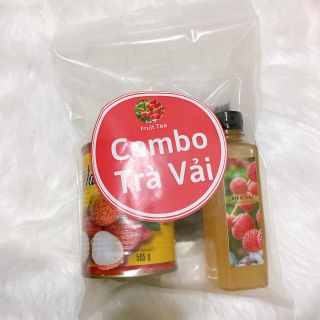 Fruit Tea
Combo
Trà Vải
565 g